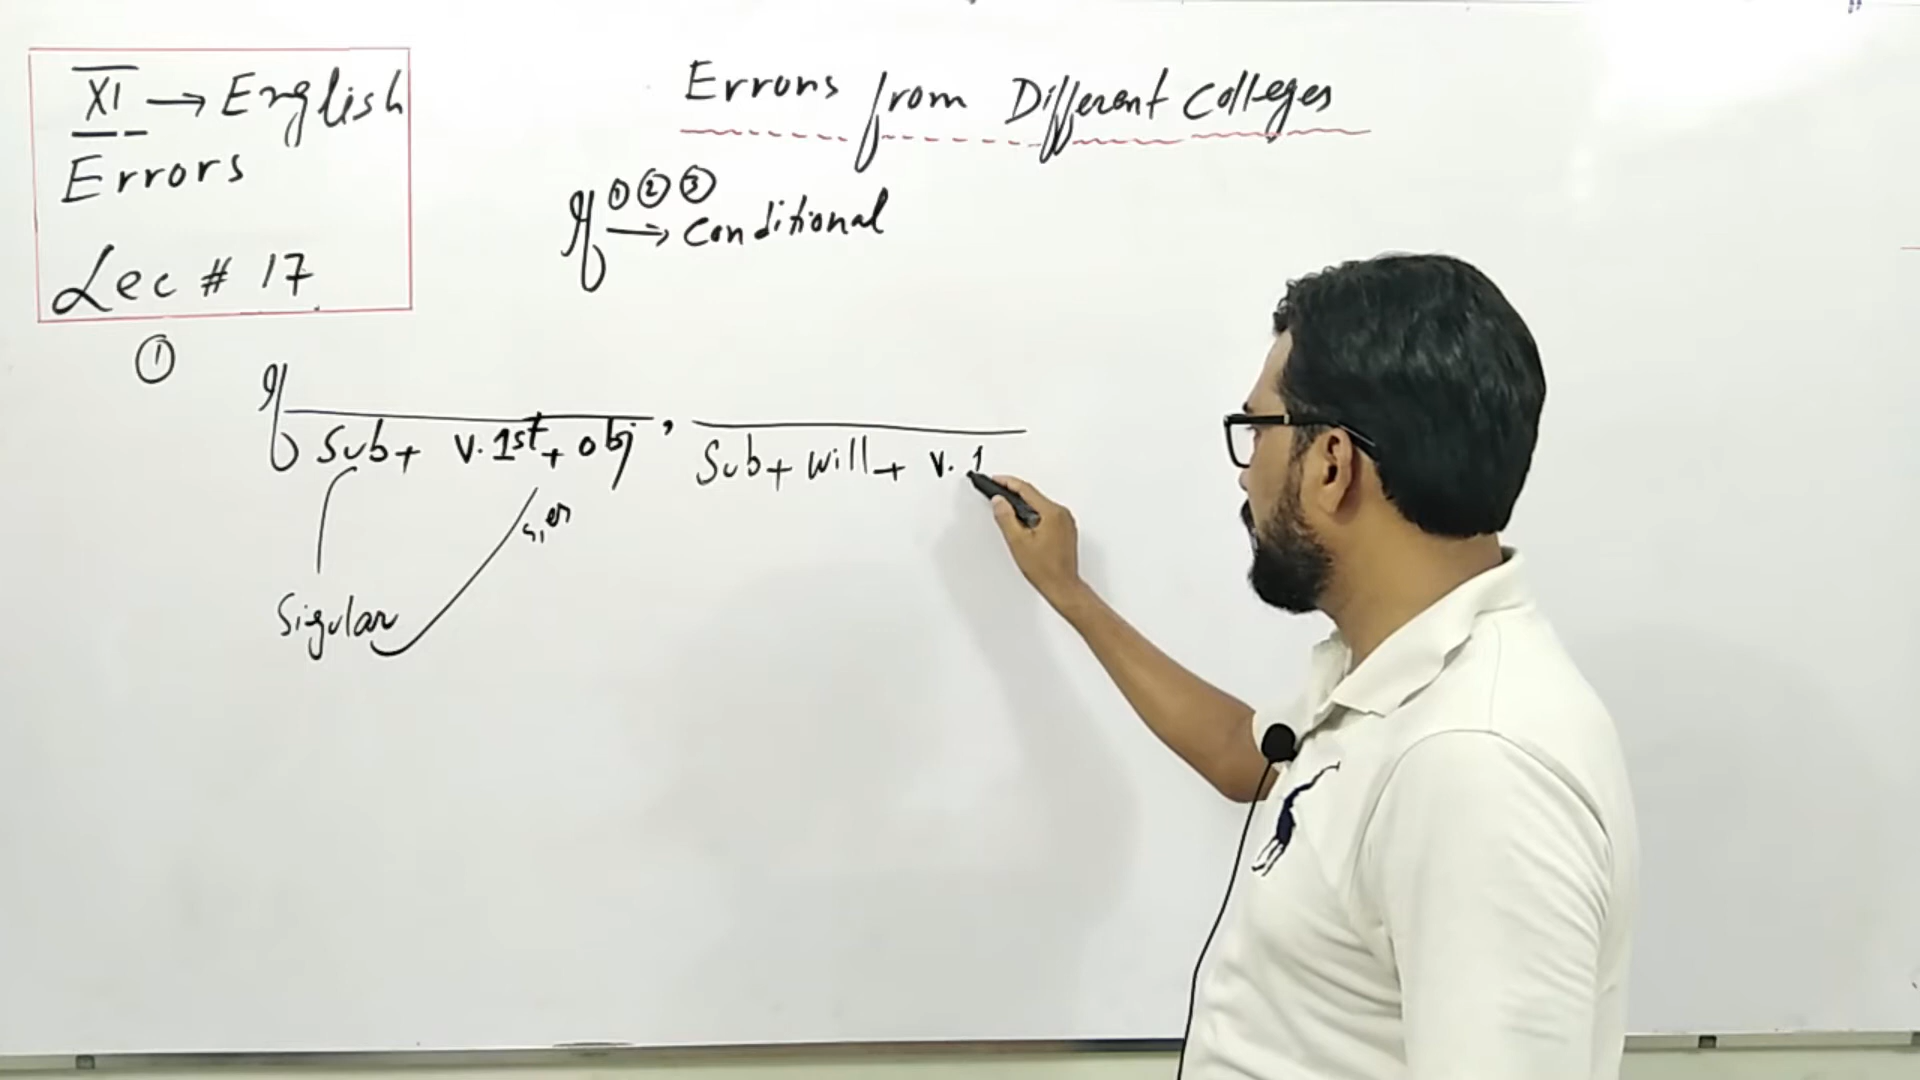 XI → English
Errors
Lec # 17
Errors from Different Colleges
① ② ③
If → Conditional
①
If Sub + V. 1st + obj , Sub + will + V. 1
s, es
Sigular